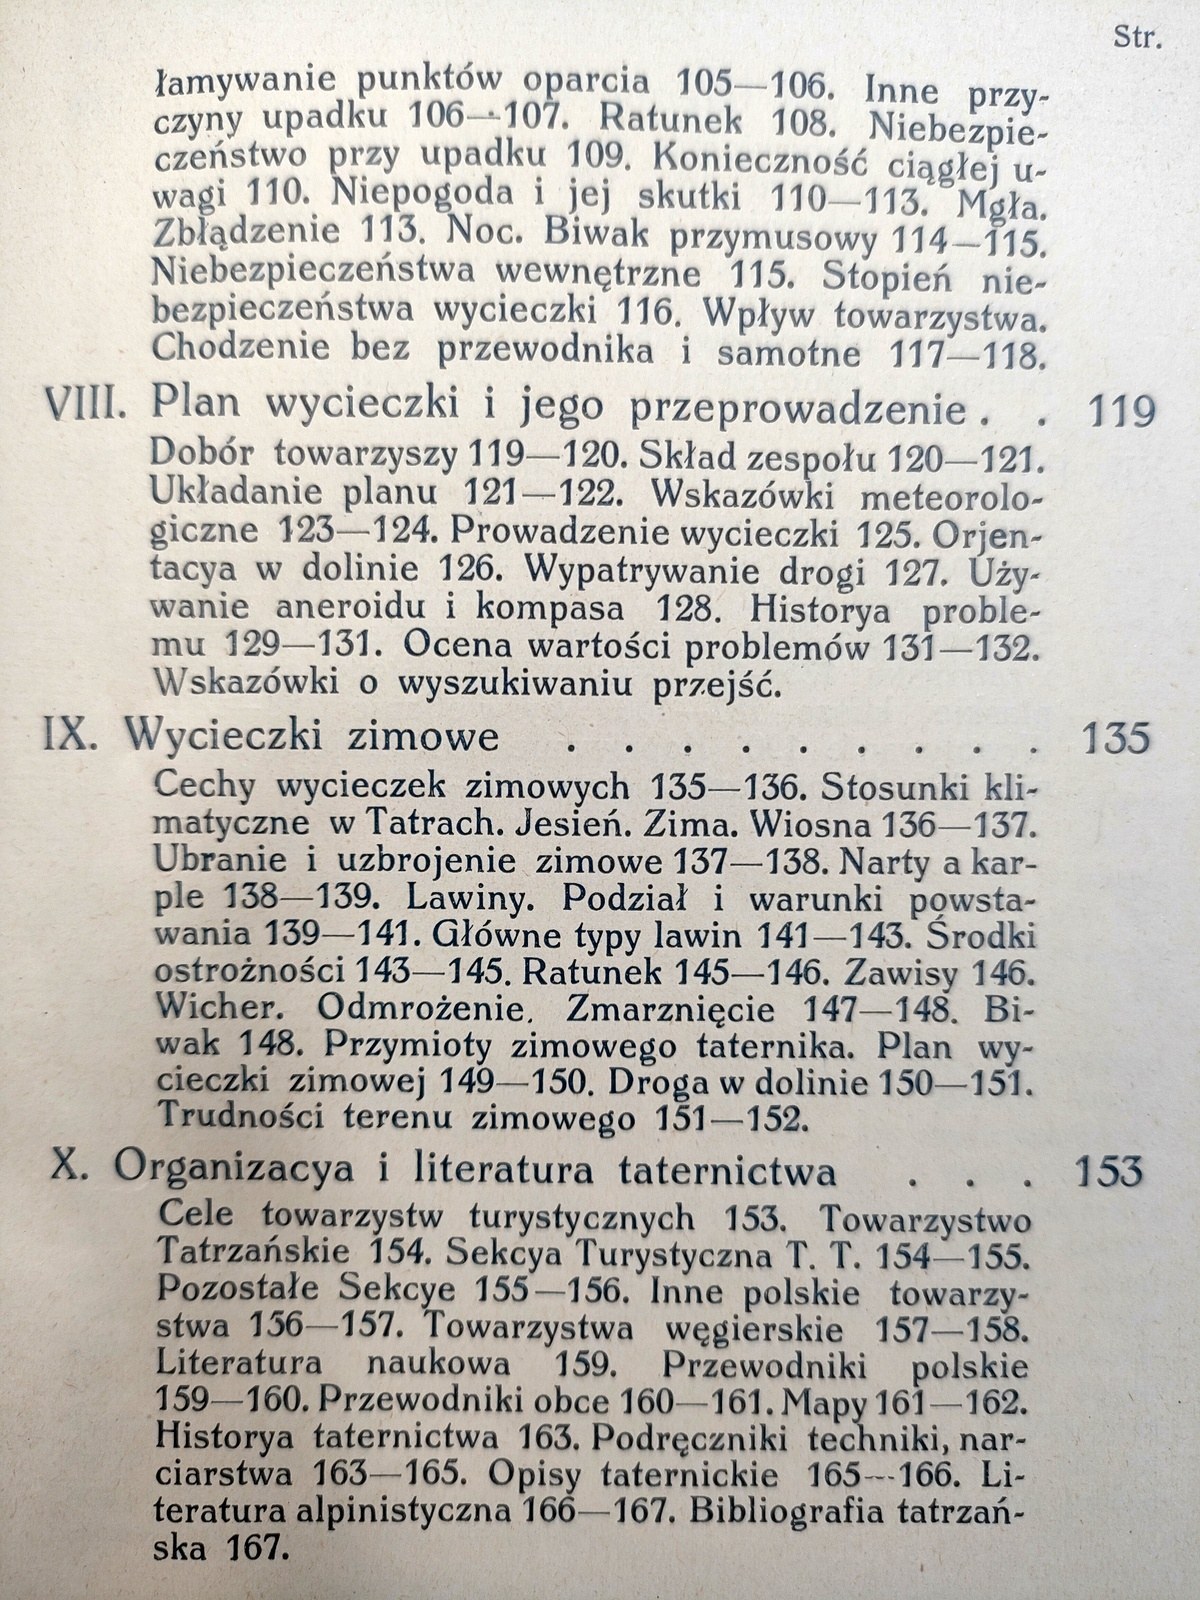 Str.
łamywanie punktów oparcia 105—106. Inne przy-
czyny upadku 106—107. Ratunek 108. Niebezpie-
czeństwo przy upadku 109. Konieczność ciągłej u-
wagi 110. Niepogoda i jej skutki 110—113. Mgła.
Zbłądzenie 113. Noc. Biwak przymusowy 114—115.
Niebezpieczeństwa wewnętrzne 115. Stopień nie-
bezpieczeństwa wycieczki 116. Wpływ towarzystwa.
Chodzenie bez przewodnika i samotne 117—118.
VIII. Plan wycieczki i jego przeprowadzenie . . 119
Dobór towarzyszy 119—120. Skład zespołu 120—121.
Układanie planu 121—122. Wskazówki meteorolo-
giczne 123—124. Prowadzenie wycieczki 125. Orjen-
tacya w dolinie 126. Wypatrywanie drogi 127. Uży-
wanie aneroidu i kompasa 128. Historya proble-
mu 129—131. Ocena wartości problemów 131—132.
Wskazówki o wyszukiwaniu przejść.
IX. Wycieczki zimowe . . . . . . . . . 135
Cechy wycieczek zimowych 135—136. Stosunki kli-
matyczne w Tatrach. Jesień. Zima. Wiosna 136—137.
Ubranie i uzbrojenie zimowe 137—138. Narty a kar-
ple 138—139. Lawiny. Podział i warunki powsta-
wania 139—141. Główne typy lawin 141—143. Środki
ostrożności 143—145. Ratunek 145—146. Zawisy 146.
Wicher. Odmrożenie. Zmarznięcie 147—148. Bi-
wak 148. Przymioty zimowego taternika. Plan wy-
cieczki zimowej 149—150. Droga w dolinie 150—151.
Trudności terenu zimowego 151—152.
X. Organizacya i literatura taternictwa . . . 153
Cele towarzystw turystycznych 153. Towarzystwo
Tatrzańskie 154. Sekcya Turystyczna T. T. 154—155.
Pozostałe Sekcye 155—156. Inne polskie towarzy-
stwa 156—157. Towarzystwa węgierskie 157—158.
Literatura naukowa 159. Przewodniki polskie
159—160. Przewodniki obce 160—161. Mapy 161—162.
Historya taternictwa 163. Podręczniki techniki, nar-
ciarstwa 163—165. Opisy taternickie 165—166. Li-
teratura alpinistyczna 166—167. Bibliografia tatrzań-
ska 167.